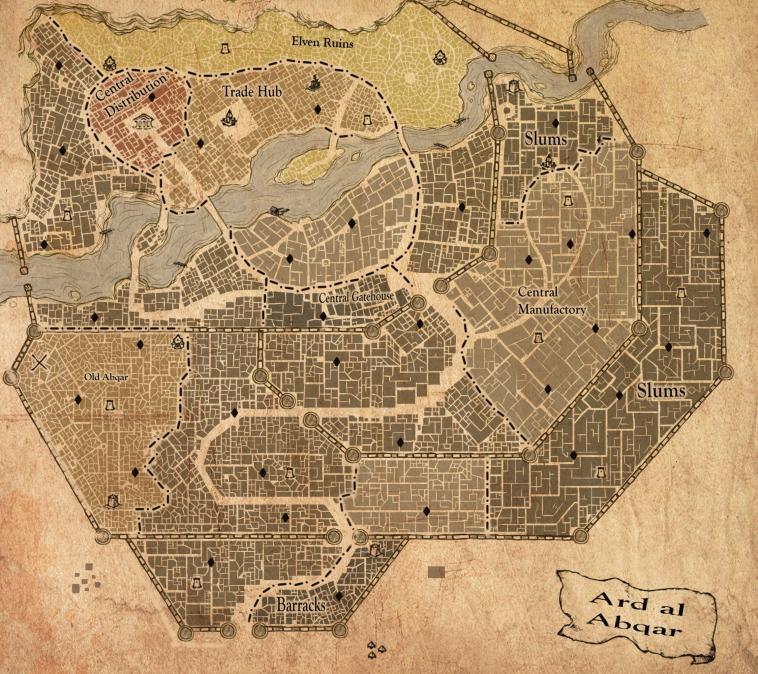 Elven Ruins
Central
Distribution
Trade Hub
Slums
Central Gatehouse
Central
Manufactory
Old Abqar
Slums
Barracks
Ard al
Abqar